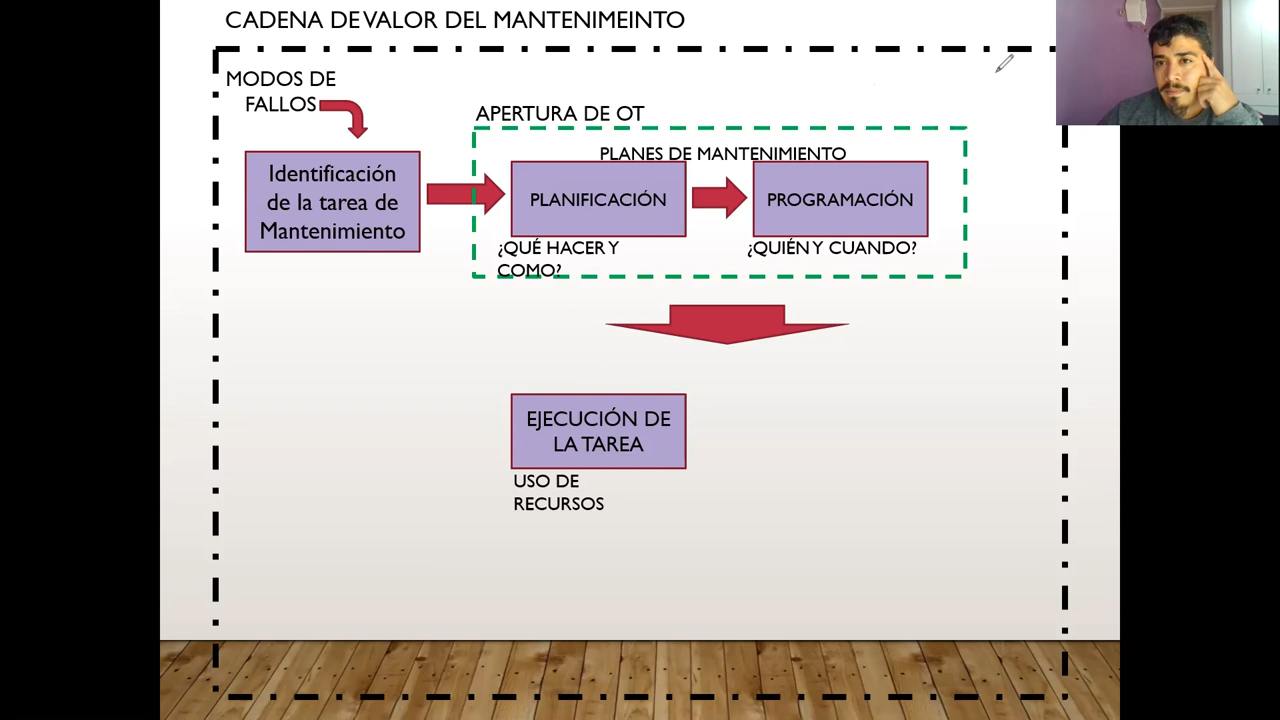 CADENA DE VALOR DEL MANTENIMEINTO
MODOS DE
FALLOS
APERTURA DE OT
PLANES DE MANTENIMIENTO
Identificación
de la tarea de
Mantenimiento
PLANIFICACIÓN
PROGRAMACIÓN
¿QUÉ HACER Y
COMO?
¿QUIÉN Y CUANDO?
EJECUCIÓN DE
LA TAREA
USO DE
RECURSOS